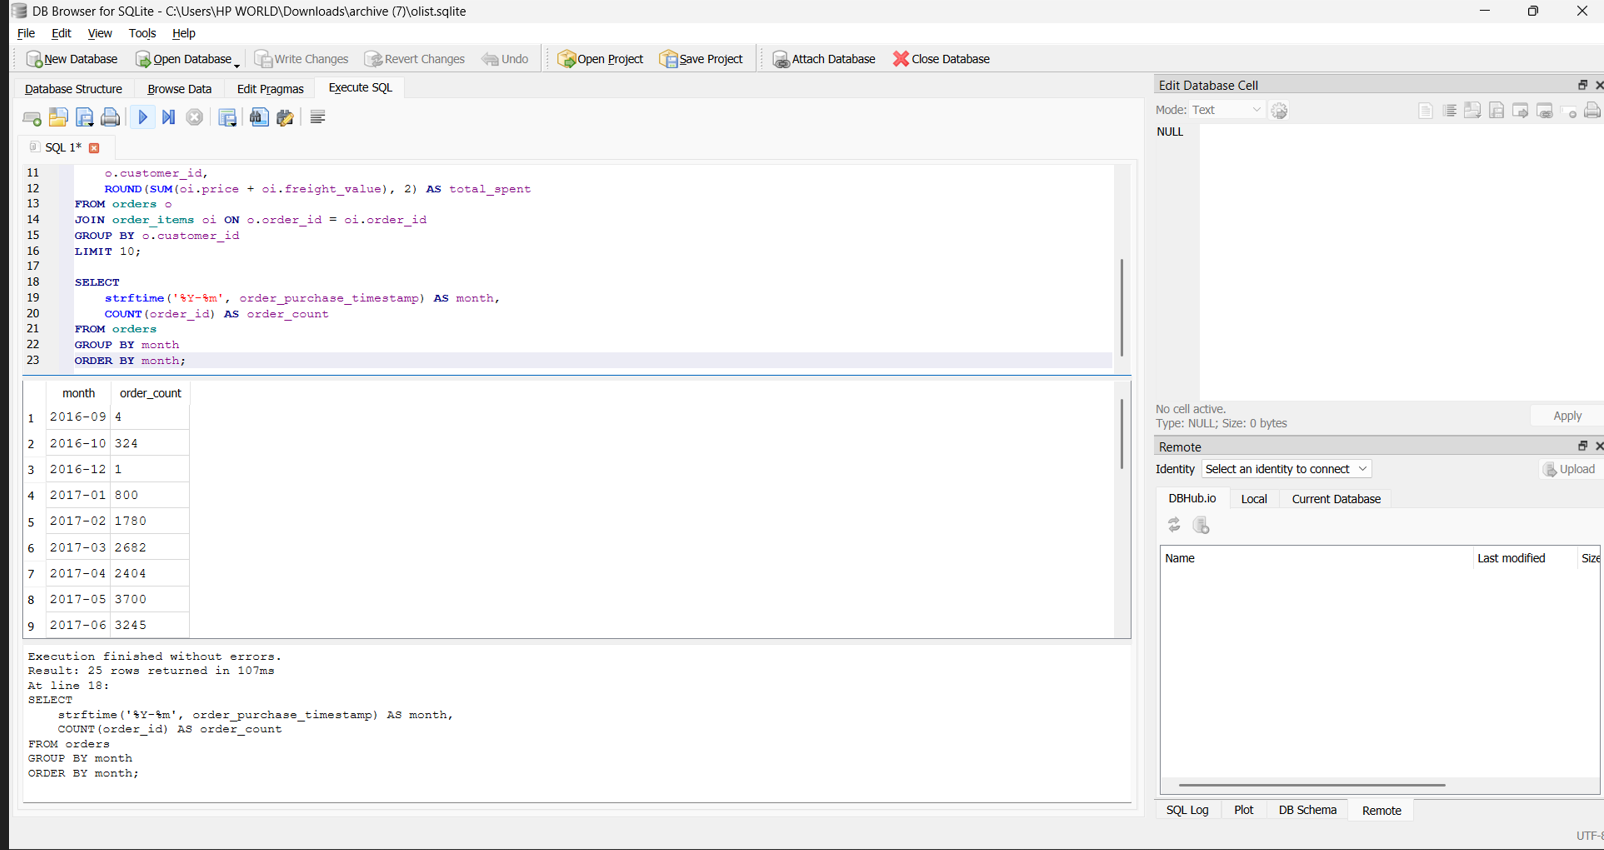 DB Browser for SQLite - C:\Users\HP WORLD\Downloads\archive (7)\olist.sqlite
File Edit View Tools Help
New Database Open Database Write Changes Revert Changes Undo Open Project Save Project Attach Database Close Database
Database Structure Browse Data Edit Pragmas Execute SQL
SQL 1*
11 o.customer_id,
12 ROUND(SUM(oi.price + oi.freight_value), 2) AS total_spent
13 FROM orders o
14 JOIN order_items oi ON o.order_id = oi.order_id
15 GROUP BY o.customer_id
16 LIMIT 10;
17
18 SELECT
19 strftime('%Y-%m', order_purchase_timestamp) AS month,
20 COUNT(order_id) AS order_count
21 FROM orders
22 GROUP BY month
23 ORDER BY month;
month order_count
1 2016-09 4
2 2016-10 324
3 2016-12 1
4 2017-01 800
5 2017-02 1780
6 2017-03 2682
7 2017-04 2404
8 2017-05 3700
9 2017-06 3245
Execution finished without errors.
Result: 25 rows returned in 107ms
At line 18:
SELECT
strftime('%Y-%m', order_purchase_timestamp) AS month,
COUNT(order_id) AS order_count
FROM orders
GROUP BY month
ORDER BY month;
Edit Database Cell
Mode: Text
NULL
No cell active.
Type: NULL; Size: 0 bytes
Apply
Remote
Identity Select an identity to connect Upload
DBHub.io Local Current Database
Name Last modified Size
SQL Log Plot DB Schema Remote
UTF-8